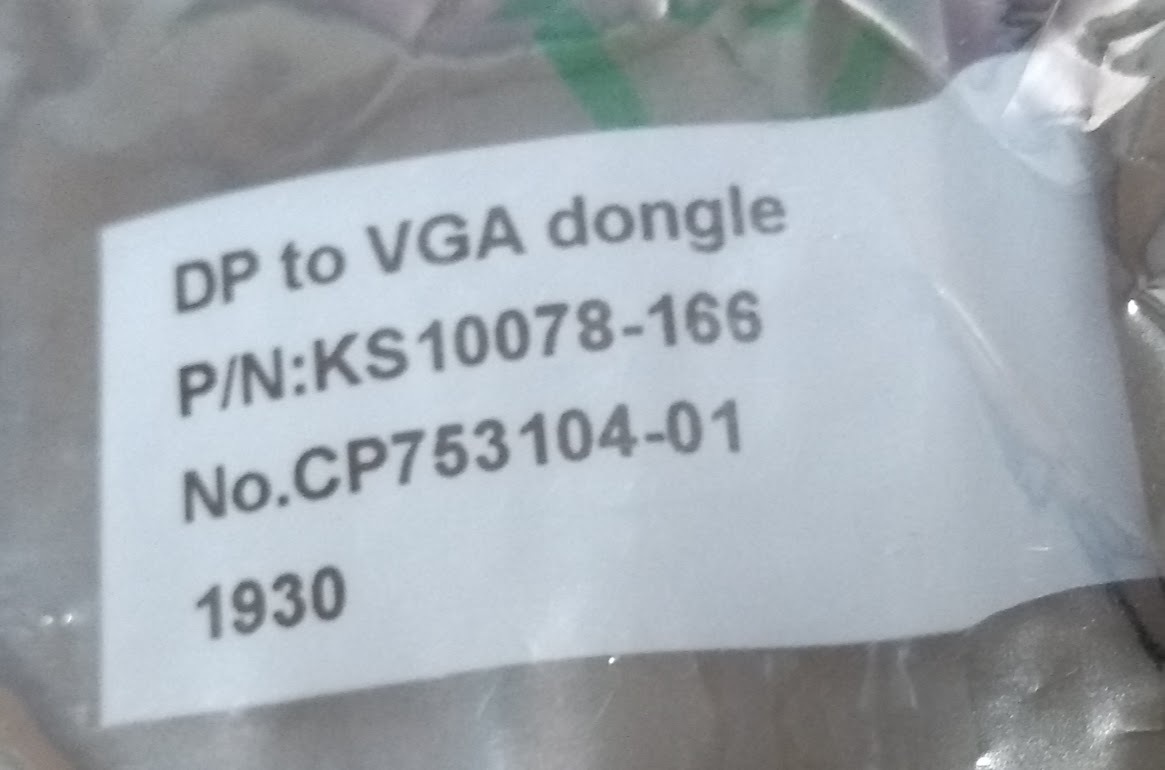 DP to VGA dongle
P/N:KS10078-166
No.CP753104-01
1930